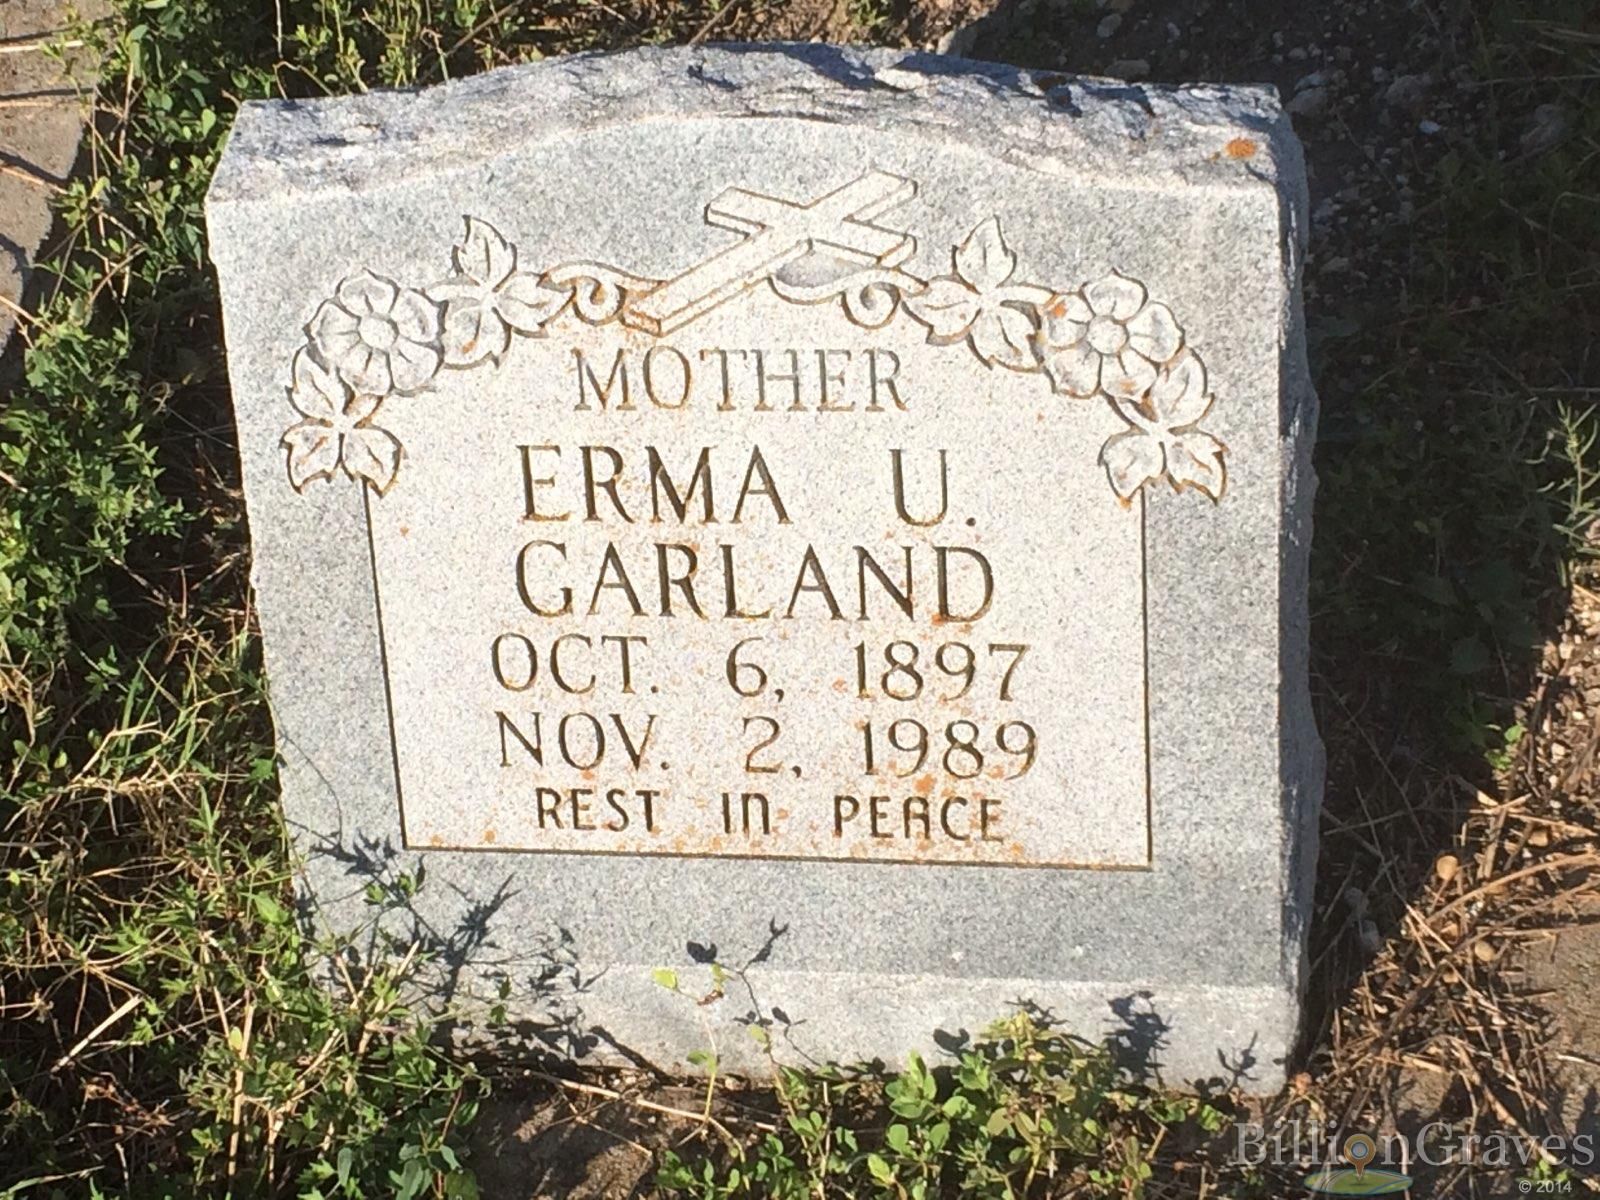 MOTHER
ERMA U.
GARLAND
OCT. 6, 1897
NOV. 2, 1989
REST IN PEACE
BillionGraves
© 2014